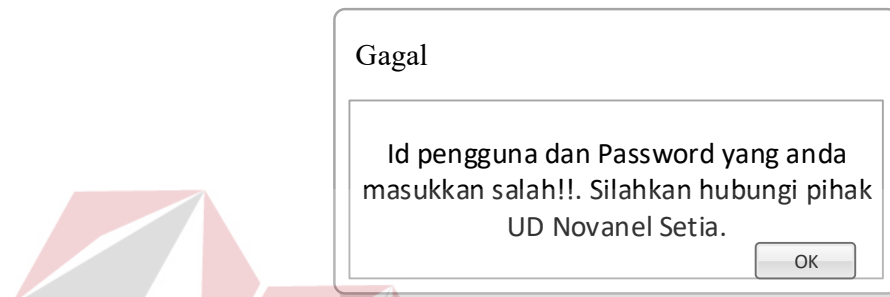 Gagal
Id pengguna dan Password yang anda
masukkan salah!!. Silahkan hubungi pihak
UD Novanel Setia.
OK